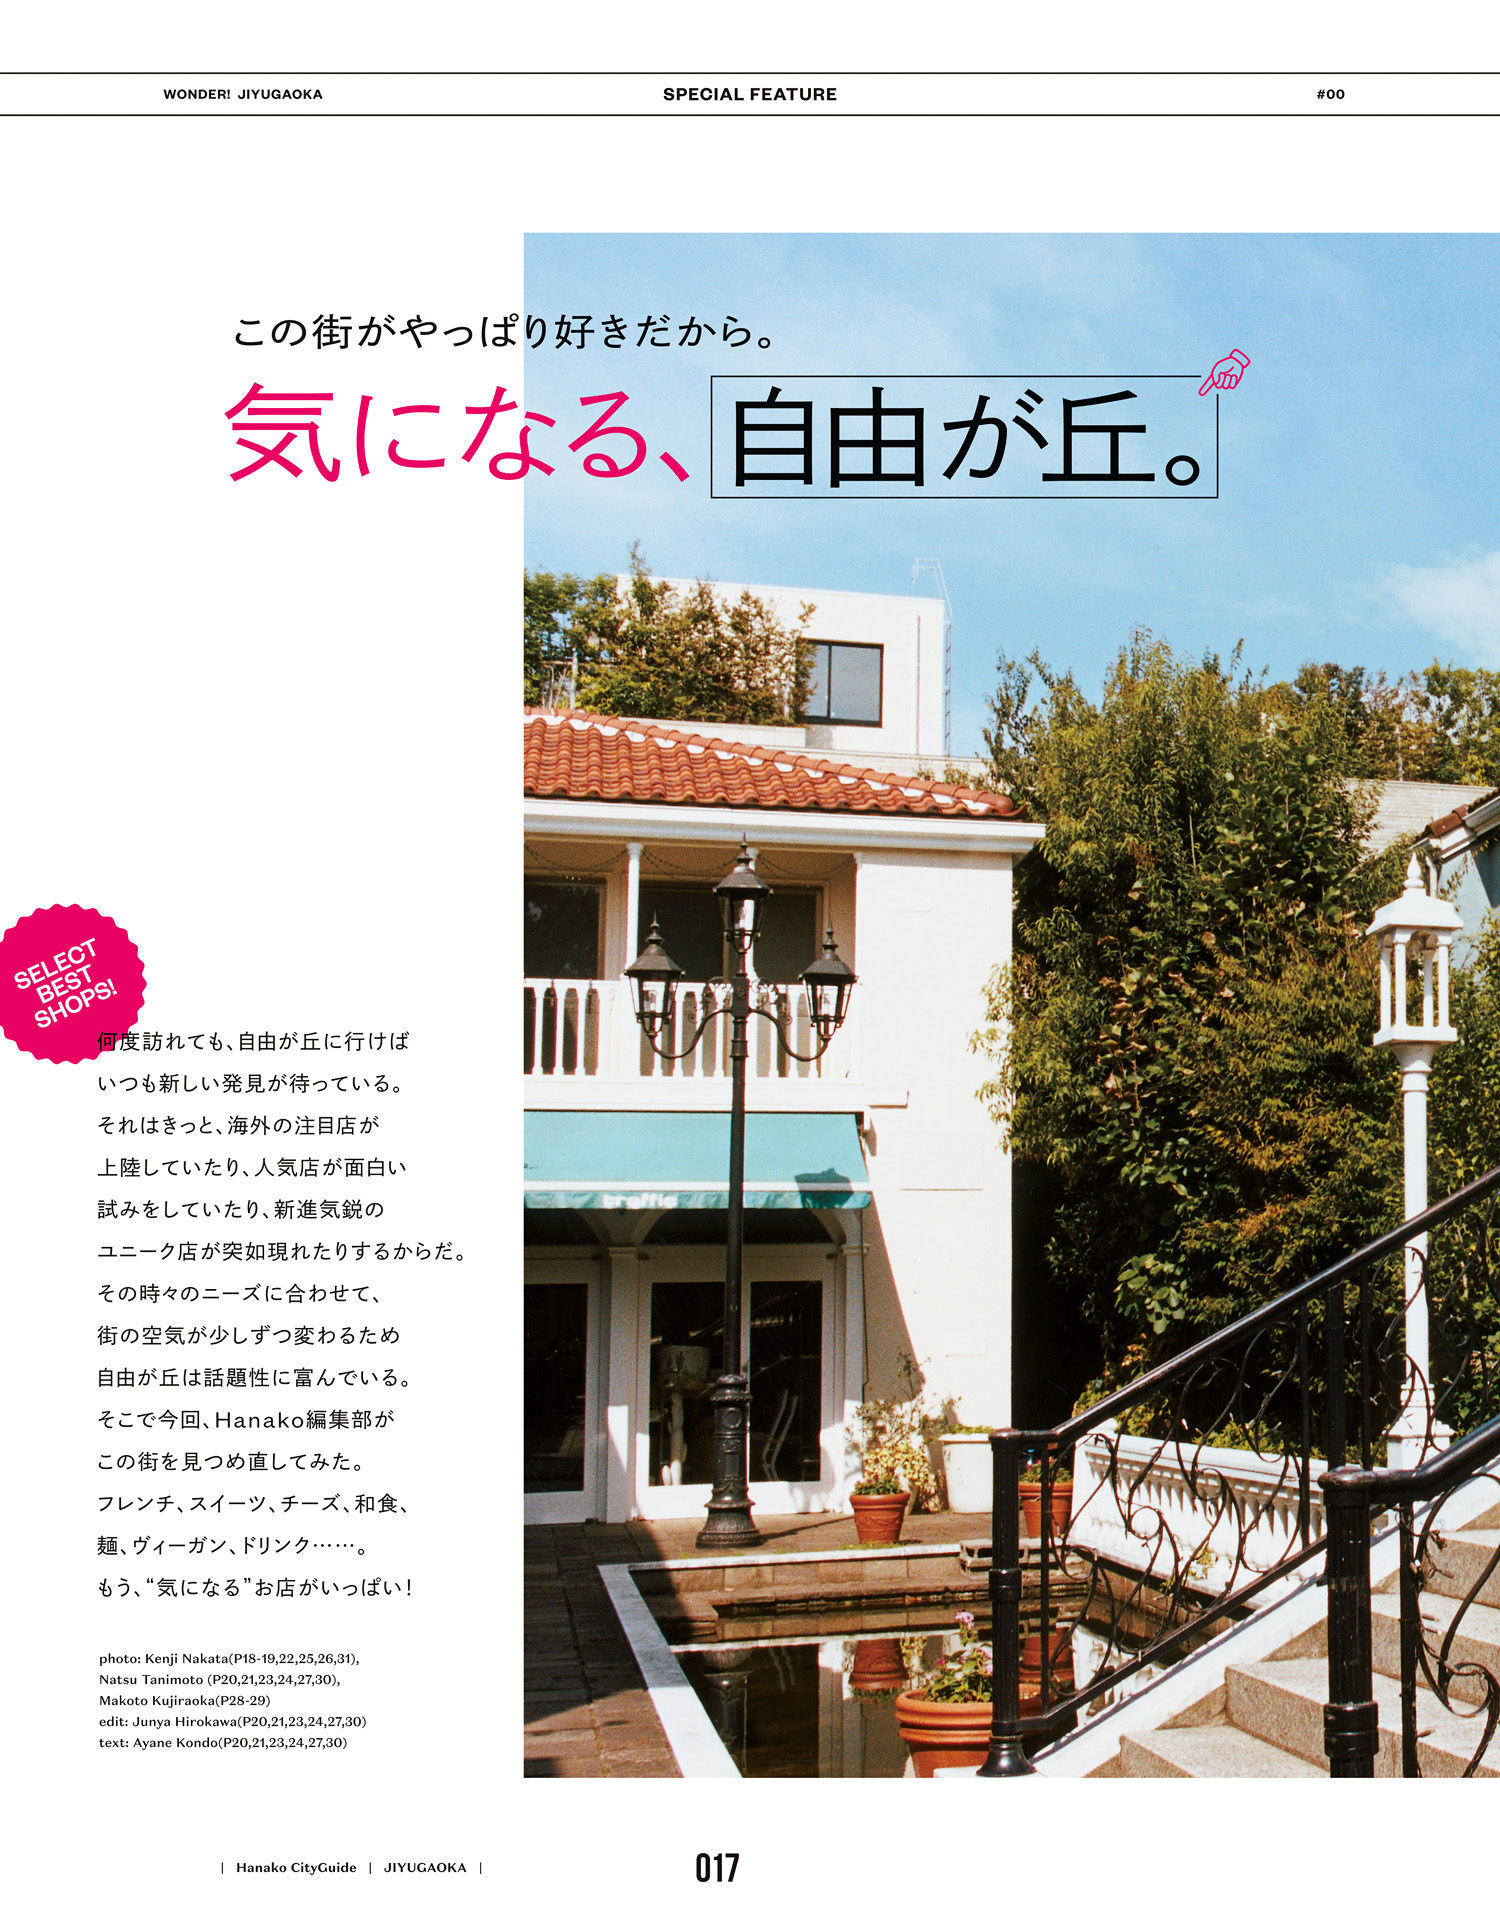 WONDER! JIYUGAOKA
SPECIAL FEATURE
#00
この街がやっぱり好きだから。
気になる、自由が丘。
SELECT
BEST
SHOPS!
何度訪れても、自由が丘に行けば
いつも新しい発見が待っている。
それはきっと、海外の注目店が
上陸していたり、人気店が面白い
試みをしていたり、新進気鋭の
ユニーク店が突如現れたりするからだ。
その時々のニーズに合わせて、
街の空気が少しずつ変わるため
自由が丘は話題性に富んでいる。
そこで今回、Hanako編集部が
この街を見つめ直してみた。
フレンチ、スイーツ、チーズ、和食、
麺、ヴィーガン、ドリンク……。
もう、“気になる”お店がいっぱい!
photo: Kenji Nakata(P18-19,22,25,26,31),
Natsu Tanimoto (P20,21,23,24,27,30),
Makoto Kujiraoka(P28-29)
edit: Junya Hirokawa(P20,21,23,24,27,30)
text: Ayane Kondo(P20,21,23,24,27,30)
traffic
| Hanako CityGuide | JIYUGAOKA |
017